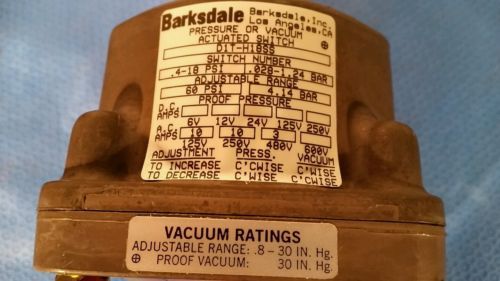 Barksdale Barksdale, Inc.
Los Angeles, CA
PRESSURE OR VACUUM
ACTUATED SWITCH
D1T-H18SS
SWITCH NUMBER
.4-18 PSI .028-1.24 BAR
ADJUSTABLE RANGE
60 PSI 4.14 BAR
PROOF PRESSURE
D.C.
AMPS
6V 12V 24V 125V 250V
A.C.
AMPS 10 10 3
125V 250V 480V 600V
ADJUSTMENT PRESS. VACUUM
TO INCREASE C'CWISE C'WISE
TO DECREASE C'WISE C'CWISE
VACUUM RATINGS
ADJUSTABLE RANGE: .8 - 30 IN. Hg.
PROOF VACUUM: 30 IN. Hg.